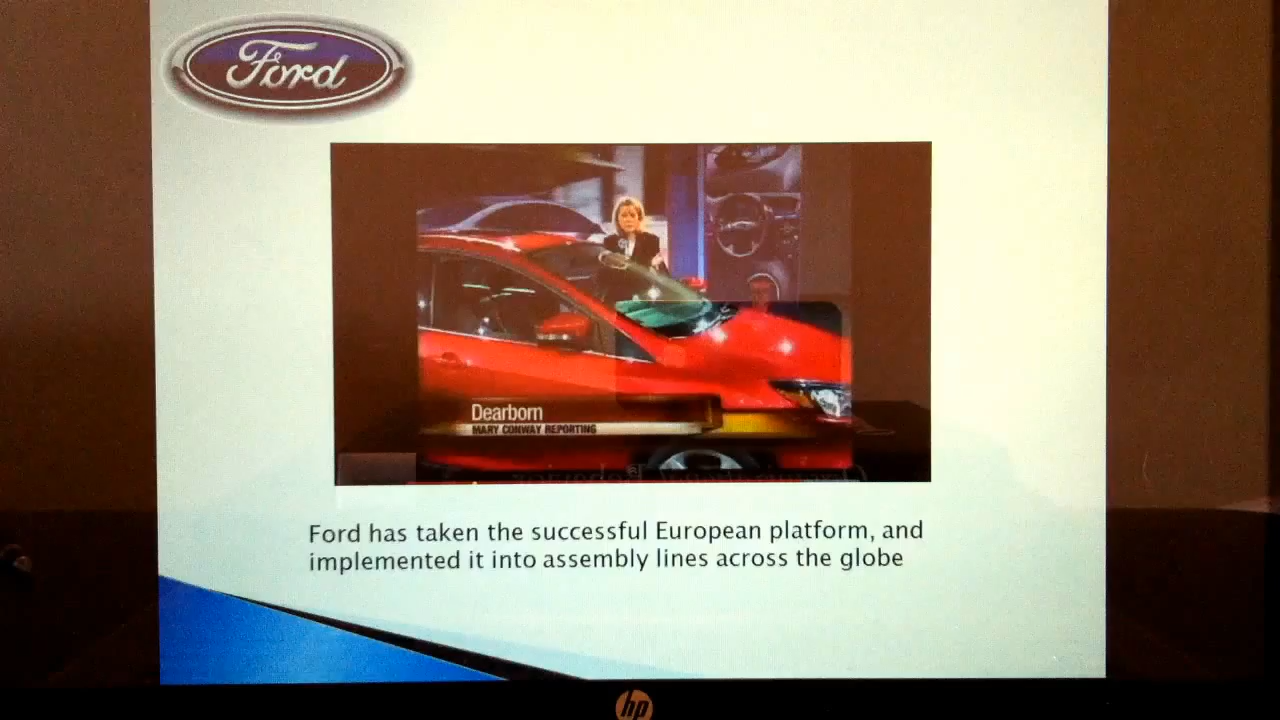 Ford
Dearborn
MARY CONWAY REPORTING
Ford has taken the successful European platform, and
implemented it into assembly lines across the globe
hp